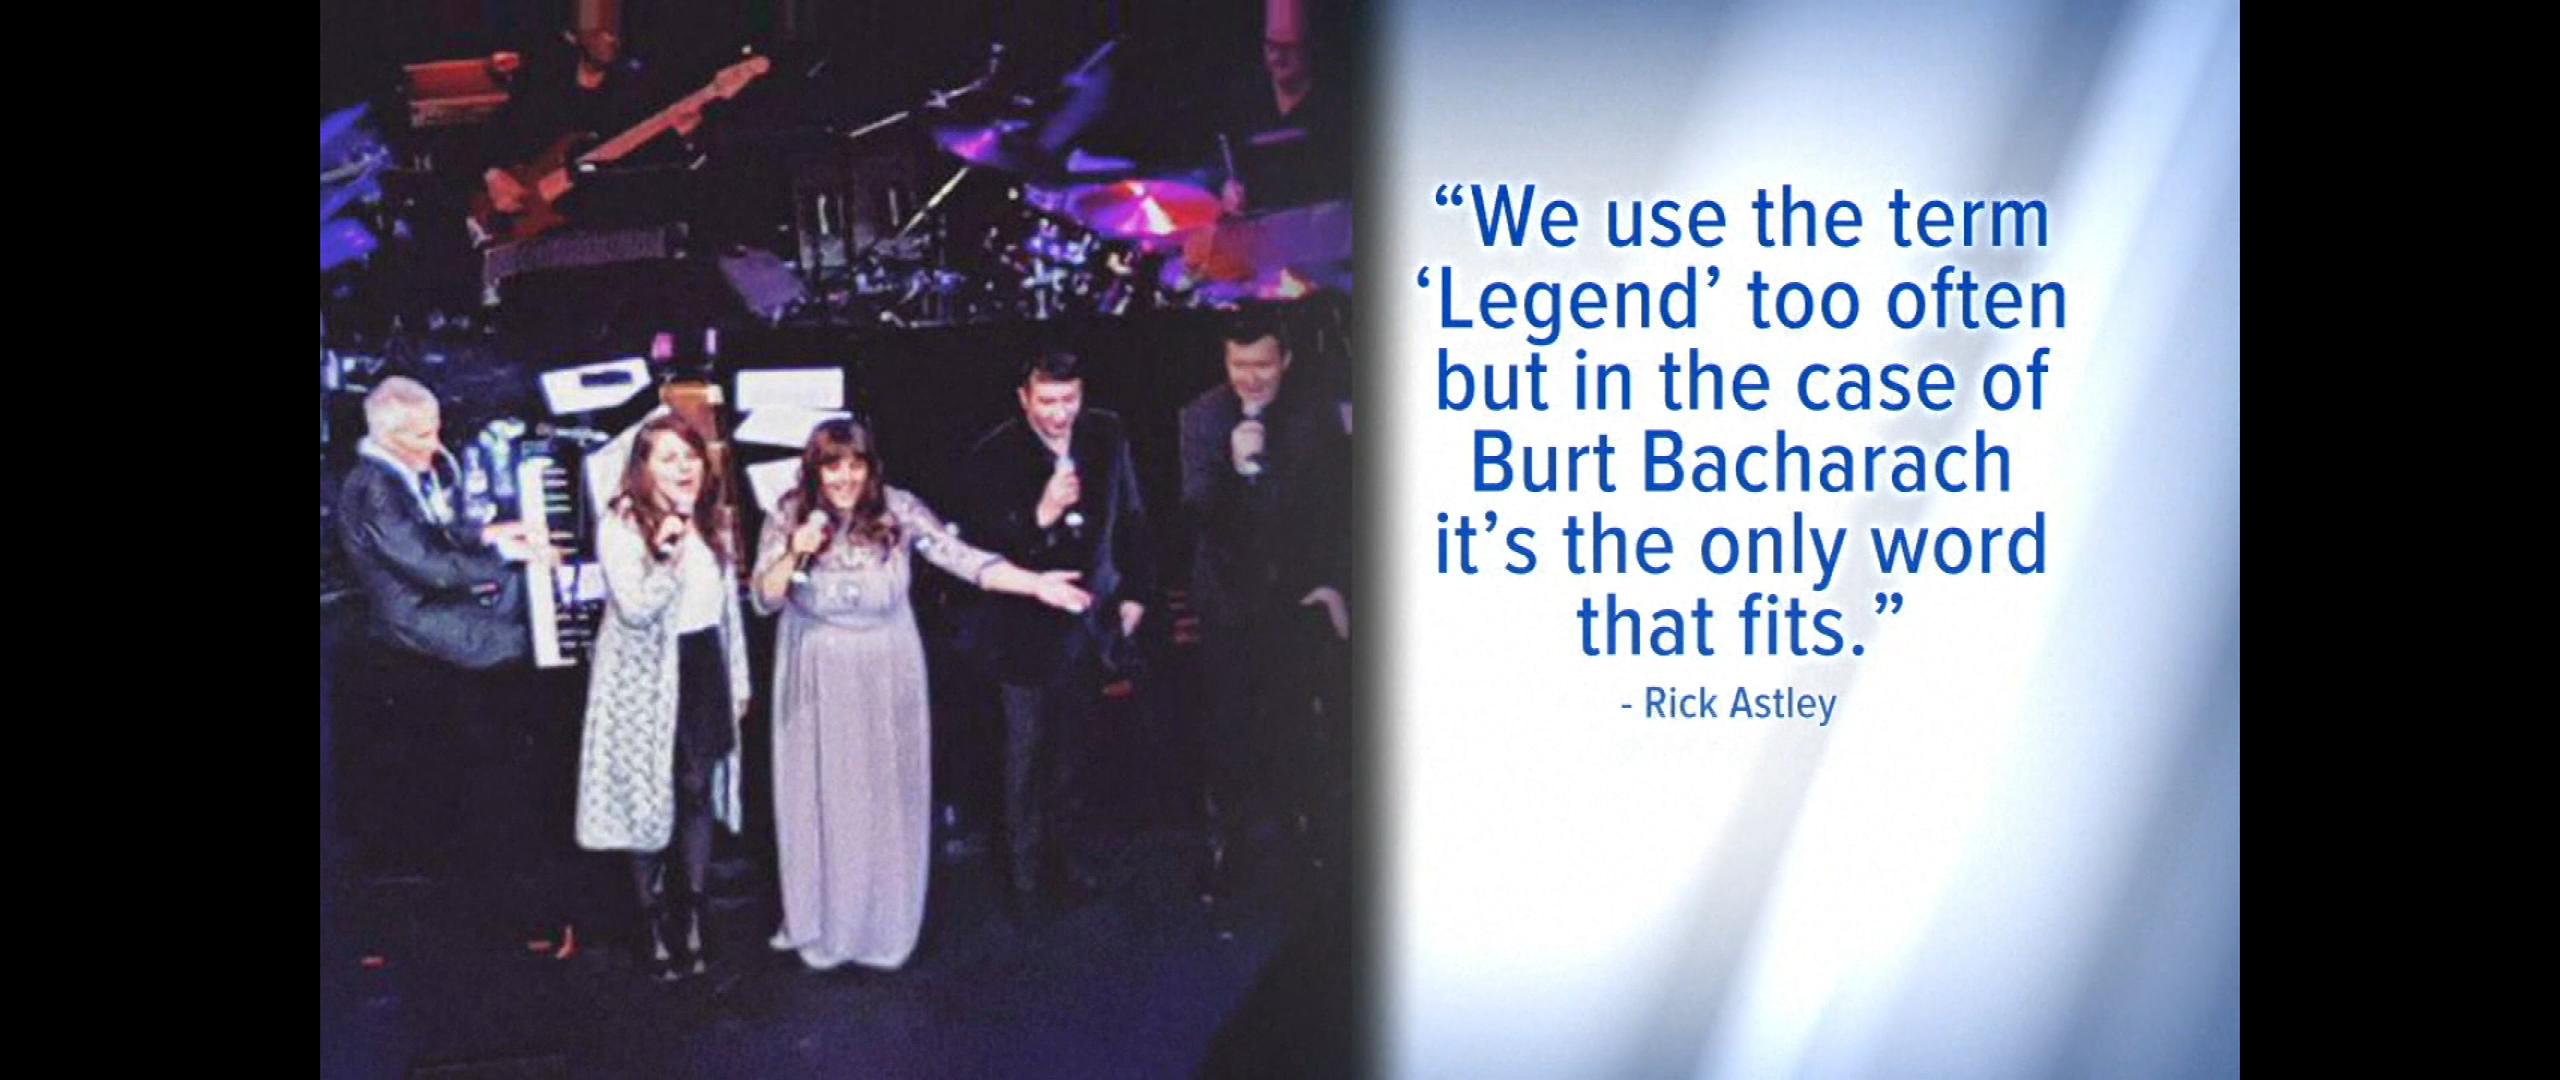 “We use the term
‘Legend’ too often
but in the case of
Burt Bacharach
it’s the only word
that fits.”
- Rick Astley